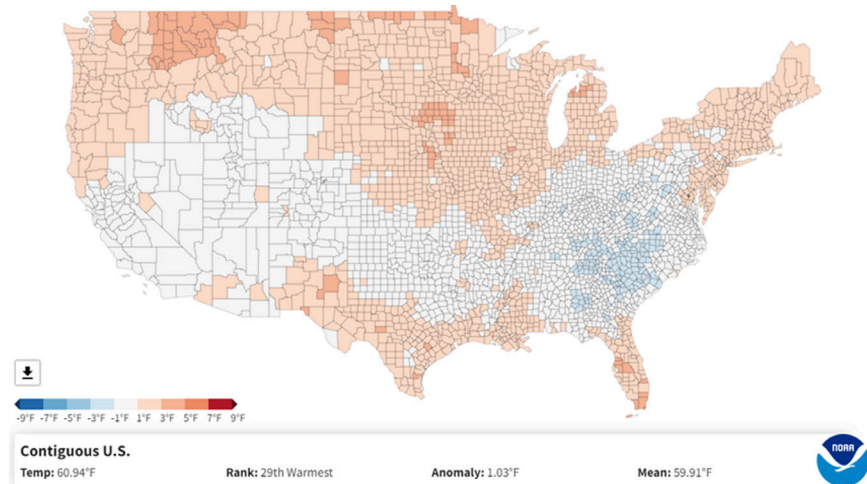 -9°F -7°F -5°F -3°F -1°F 1°F 3°F 5°F 7°F 9°F
Contiguous U.S.
Temp: 60.94°F Rank: 29th Warmest Anomaly: 1.03°F Mean: 59.91°F
NOAA